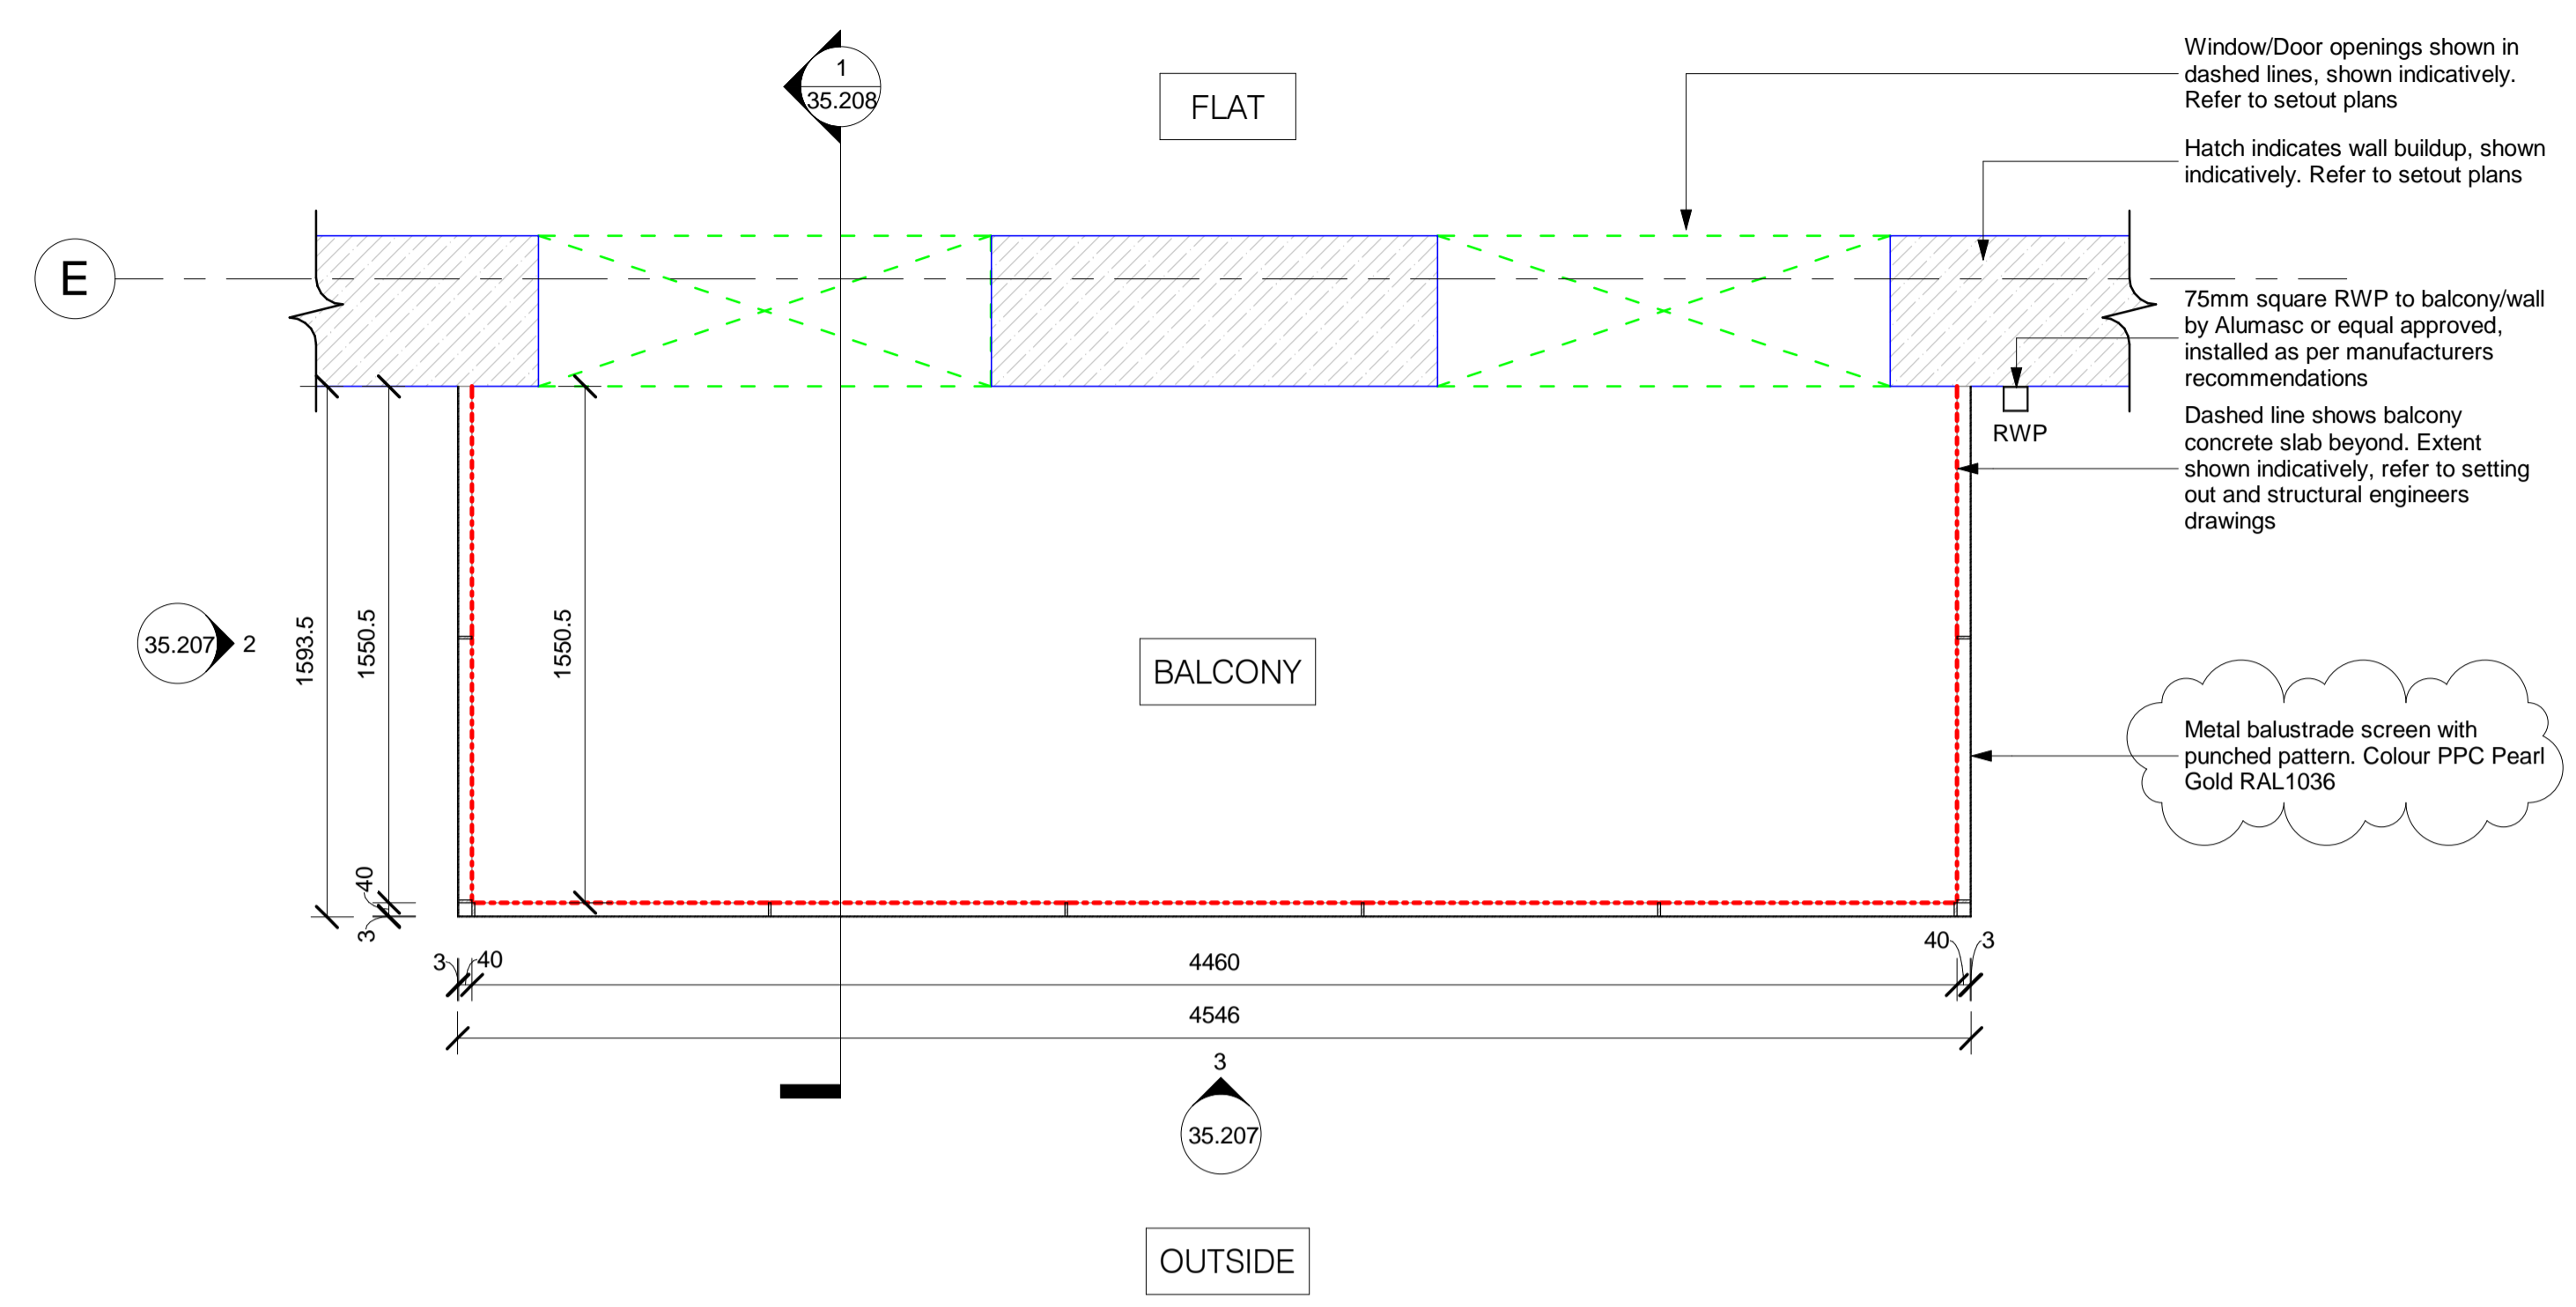 1
35.208
FLAT
Window/Door openings shown in
dashed lines, shown indicatively.
Refer to setout plans
Hatch indicates wall buildup, shown
indicatively. Refer to setout plans
E
75mm square RWP to balcony/wall
by Alumasc or equal approved,
installed as per manufacturers
recommendations
RWP
Dashed line shows balcony
concrete slab beyond. Extent
shown indicatively, refer to setting
out and structural engineers
drawings
35.207
2
1593.5
1550.5
1550.5
BALCONY
Metal balustrade screen with
punched pattern. Colour PPC Pearl
Gold RAL1036
40
3
3
40
4460
40
3
4546
3
35.207
OUTSIDE